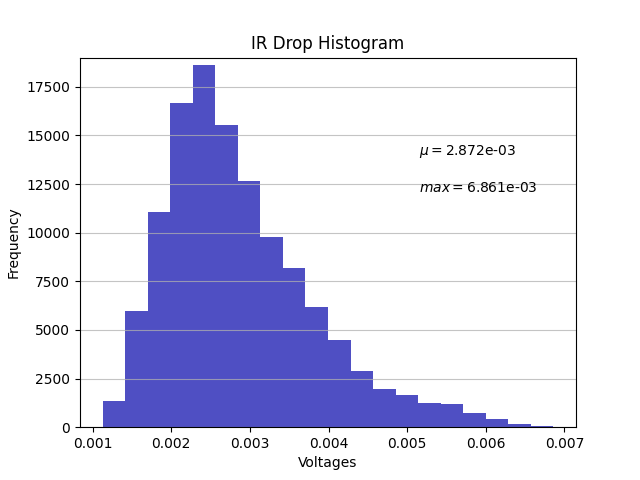 IR Drop Histogram
17500
15000
12500
10000
7500
5000
2500
0
Frequency
μ = 2.872e-03
max = 6.861e-03
0.001 0.002 0.003 0.004 0.005 0.006 0.007
Voltages